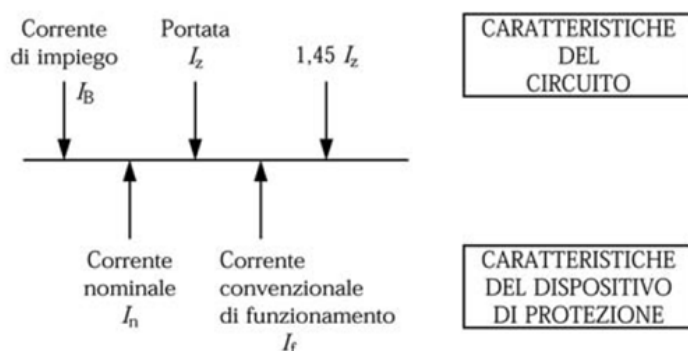 Corrente
di impiego
I_B
Portata
I_z
1,45 I_z
CARATTERISTICHE
DEL
CIRCUITO
Corrente
nominale
I_n
Corrente
convenzionale
di funzionamento
I_f
CARATTERISTICHE
DEL DISPOSITIVO
DI PROTEZIONE